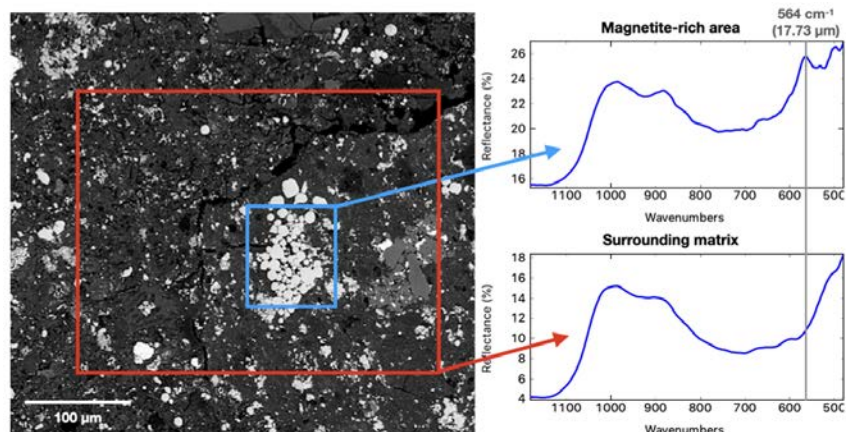 564 cm⁻¹
(17.73 µm)
Magnetite-rich area
Reflectance (%)
26
24
22
20
18
16
1100 1000 900 800 700 600 500
Wavenumbers
Surrounding matrix
Reflectance (%)
18
16
14
12
10
8
6
4
1100 1000 900 800 700 600 500
Wavenumbers
100 µm